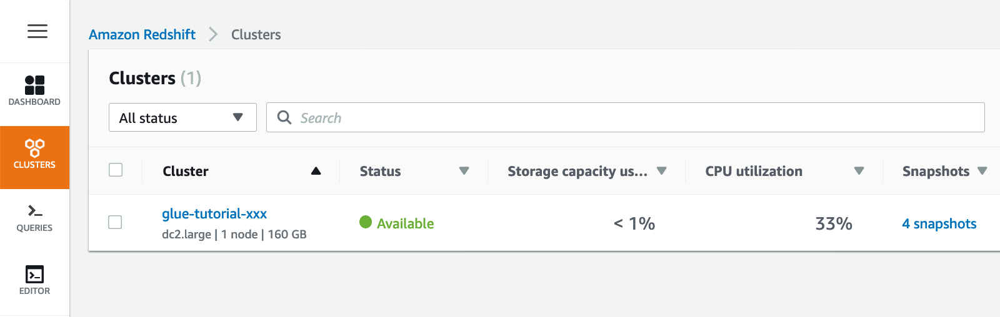 Amazon Redshift > Clusters
DASHBOARD
CLUSTERS
QUERIES
EDITOR
Clusters (1)
All status
Search
Cluster Status Storage capacity us... CPU utilization Snapshots
glue-tutorial-xxx Available < 1% 33% 4 snapshots
dc2.large | 1 node | 160 GB